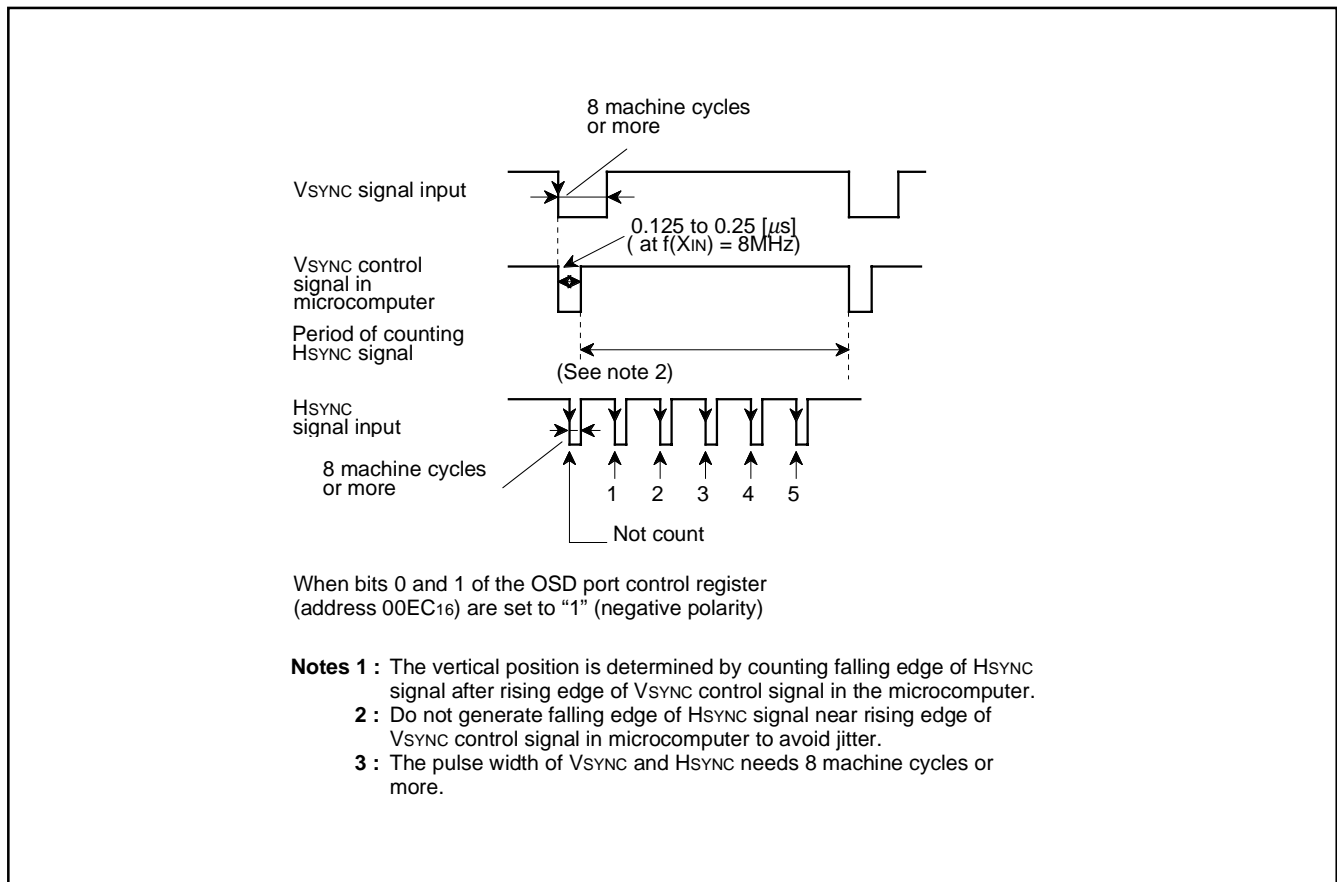 8 machine cycles
or more
VSYNC signal input
0.125 to 0.25 [μs]
( at f(XIN) = 8MHz)
VSYNC control
signal in
microcomputer
Period of counting
HSYNC signal
(See note 2)
HSYNC
signal input
8 machine cycles
or more
1 2 3 4 5
Not count
When bits 0 and 1 of the OSD port control register
(address 00EC16) are set to “1” (negative polarity)
Notes 1 : The vertical position is determined by counting falling edge of HSYNC
signal after rising edge of VSYNC control signal in the microcomputer.
2 : Do not generate falling edge of HSYNC signal near rising edge of
VSYNC control signal in microcomputer to avoid jitter.
3 : The pulse width of VSYNC and HSYNC needs 8 machine cycles or
more.